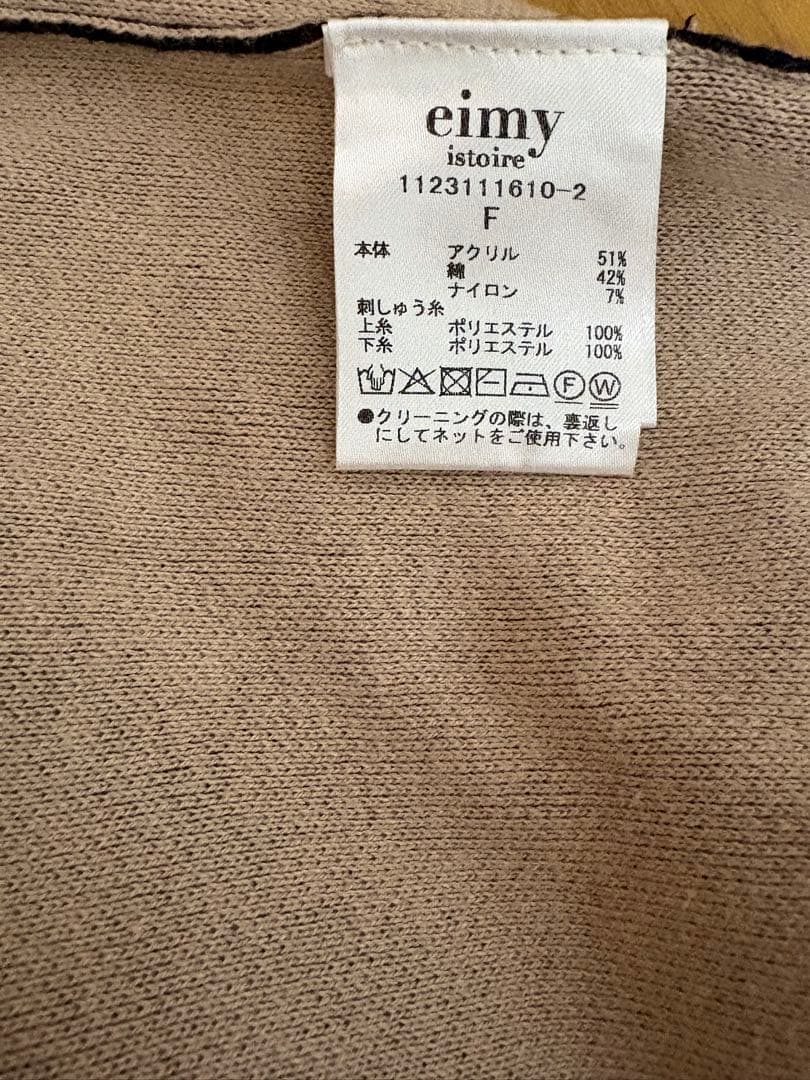 eimy
istoire
1123111610-2
F
本体 アクリル 51%
綿 42%
ナイロン 7%
刺しゅう糸
上糸 ポリエステル 100%
下糸 ポリエステル 100%
F W
●クリーニングの際は、裏返し
にしてネットをご使用下さい。